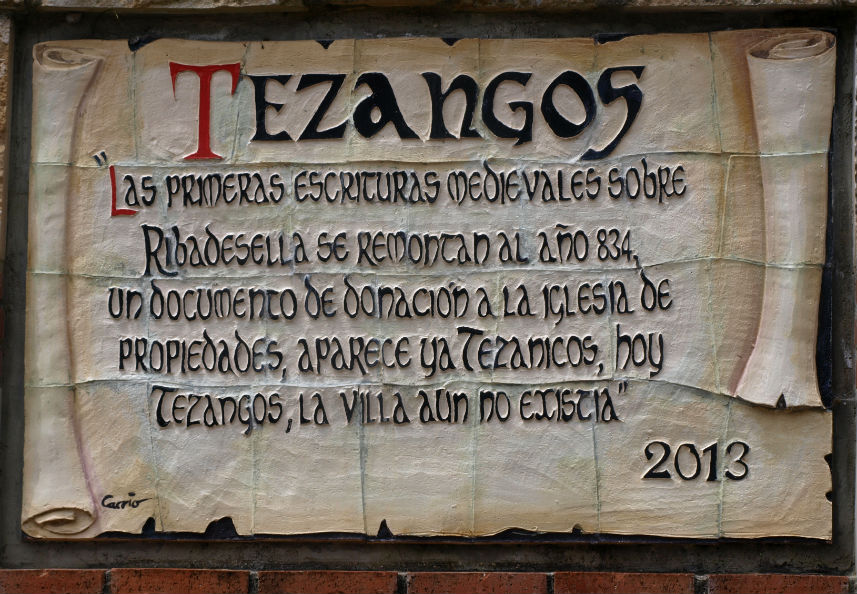 TEZANGOS
"LAS PRIMERAS ESCRITURAS MEDIEVALES SOBRE
RIBADESELLA SE REMONTAN AL AÑO 834,
UN DOCUMENTO DE DONACIÓN A LA IGLESIA DE
PROPIEDADES, APARECE YA TEZANICOS, HOY
TEZANGOS, LA VILLA AÚN NO EXISTIA"
2013
Carrio